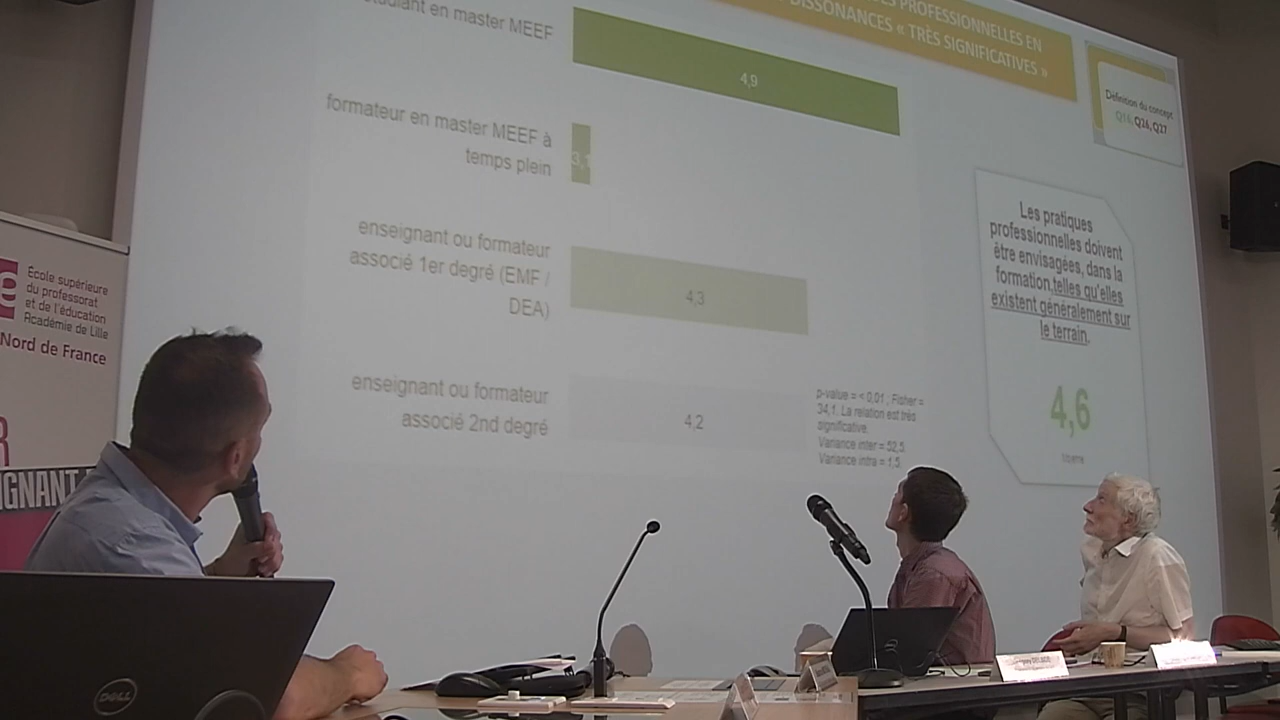 étudiant en master MEEF
4,9
formateur en master MEEF à
temps plein
3,1
enseignant ou formateur
associé 1er degré (EMF /
DEA)
4,3
enseignant ou formateur
associé 2nd degré
4,2
p-value = < 0,01 , Fisher =
34,1. La relation est très
significative.
Variance inter = 52,5.
Variance intra = 1,5.
PROFESSIONNELLES EN
DISSONANCES « TRÈS SIGNIFICATIVES »
Définition du concept
Q16, Q26, Q27
Les pratiques
professionnelles doivent
être envisagées, dans la
formation, telles qu'elles
existent généralement sur
le terrain.
4,6
Moyenne
École supérieure
du professorat
et de l'éducation
Académie de Lille
Nord de France
R
IGNANT
DELL